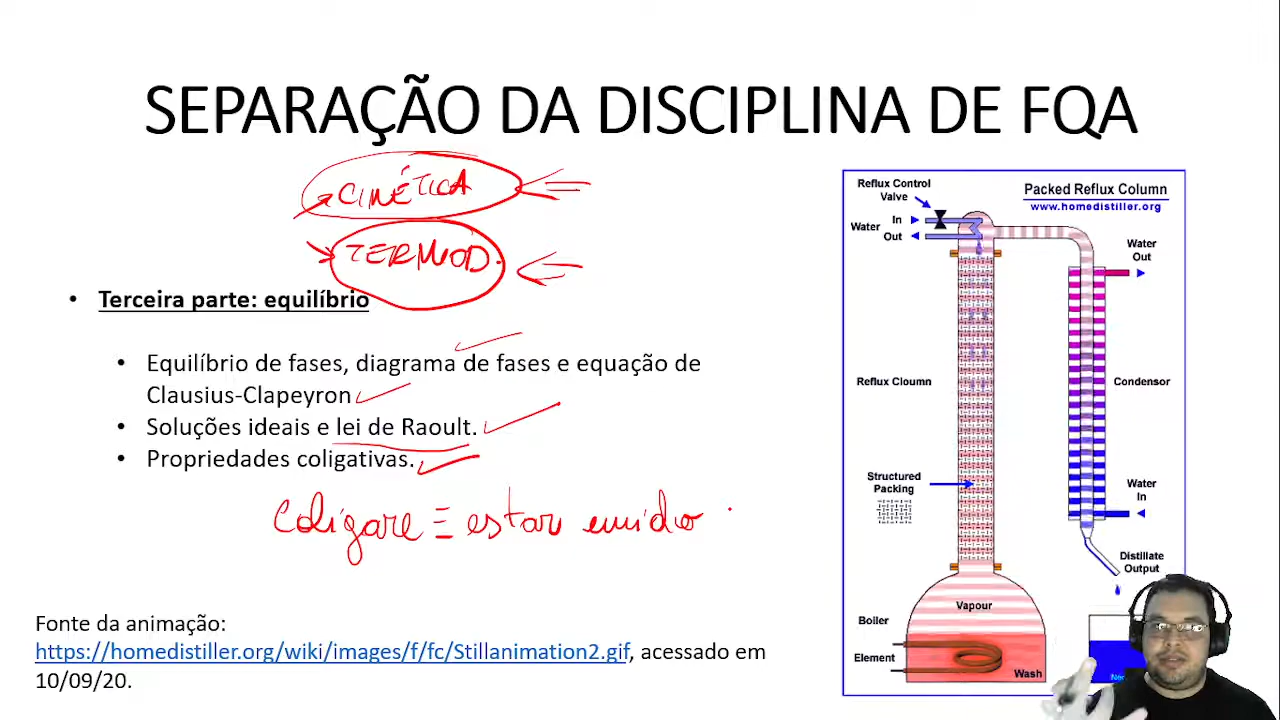 SEPARAÇÃO DA DISCIPLINA DE FQA
CINÉTICA
TERMOD.
• Terceira parte: equilíbrio
• Equilíbrio de fases, diagrama de fases e equação de
Clausius-Clapeyron
• Soluções ideais e lei de Raoult.
• Propriedades coligativas.
coligare ≡ estar unido
Fonte da animação:
https://homedistiller.org/wiki/images/f/fc/Stillanimation2.gif, acessado em
10/09/20.
Reflux Control
Valve
Packed Reflux Column
www.homedistiller.org
In
Water
Out
Water
Out
Reflux Cloumn
Condensor
Structured
Packing
Water
In
Distillate
Output
Vapour
Boiler
Element
Wash